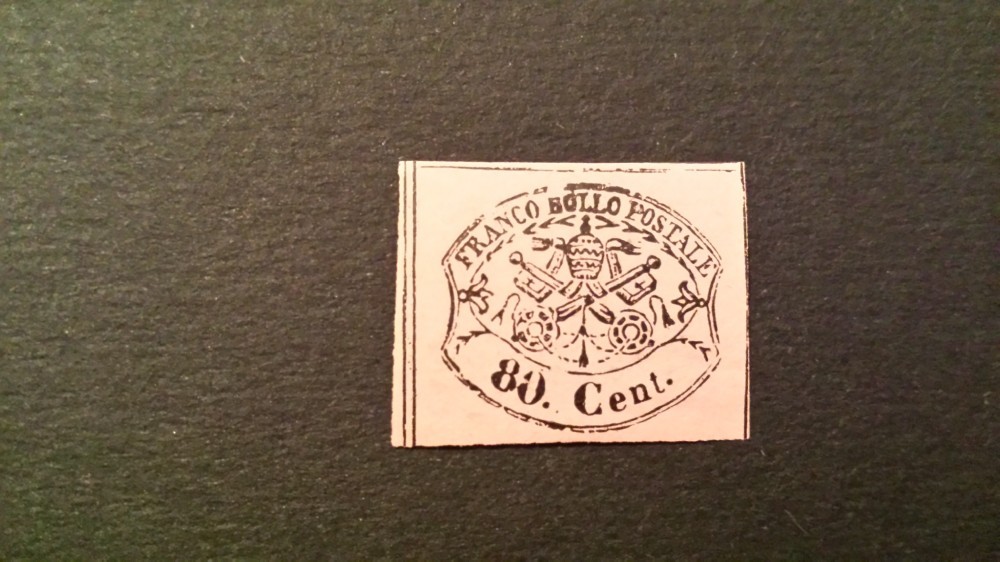 FRANCO BOLLO POSTALE
80. Cent.